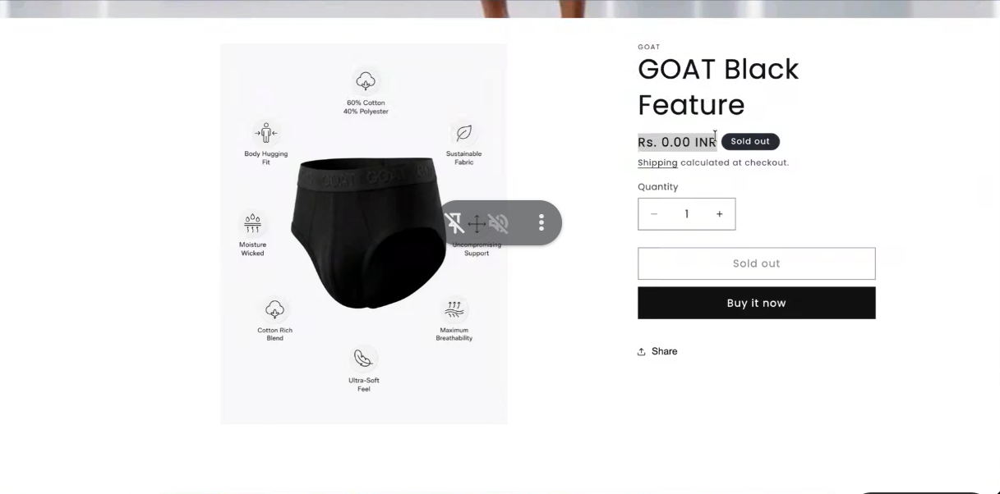 GOAT
GOAT Black
Feature
Rs. 0.00 INR
Sold out
Shipping calculated at checkout.
Quantity
− 1 +
Sold out
Buy it now
Share
60% Cotton
40% Polyester
Body Hugging
Fit
Sustainable
Fabric
GOAT GOAT
Moisture
Wicked
Uncompromising
Support
Cotton Rich
Blend
Maximum
Breathability
Ultra-Soft
Feel